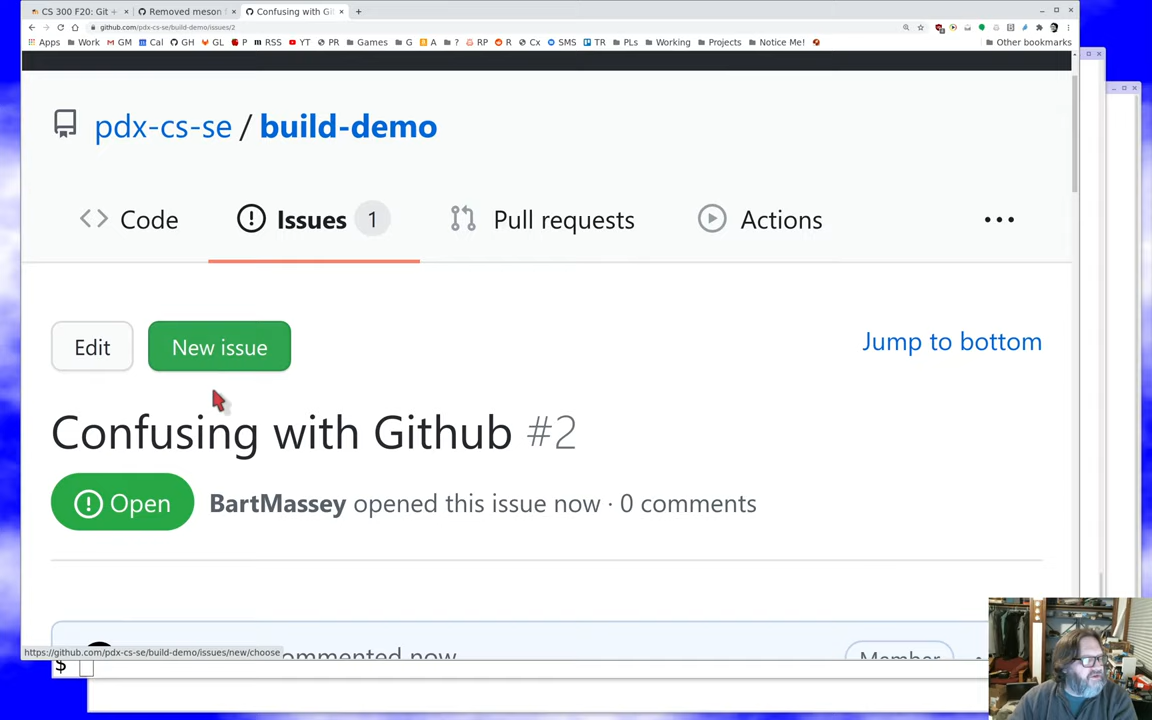 CS 300 F20: Git
Removed meson
Confusing with Git
github.com/pdx-cs-se/build-demo/issues/2
Apps Work GM Cal GH GL P RSS YT PR Games G A ? RP R Cx SMS TR PLs Working Projects Notice Me! Other bookmarks
pdx-cs-se / build-demo
Code Issues 1 Pull requests Actions ...
Edit New issue Jump to bottom
Confusing with Github #2
Open BartMassey opened this issue now · 0 comments
commented now Member
https://github.com/pdx-cs-se/build-demo/issues/new/choose
$